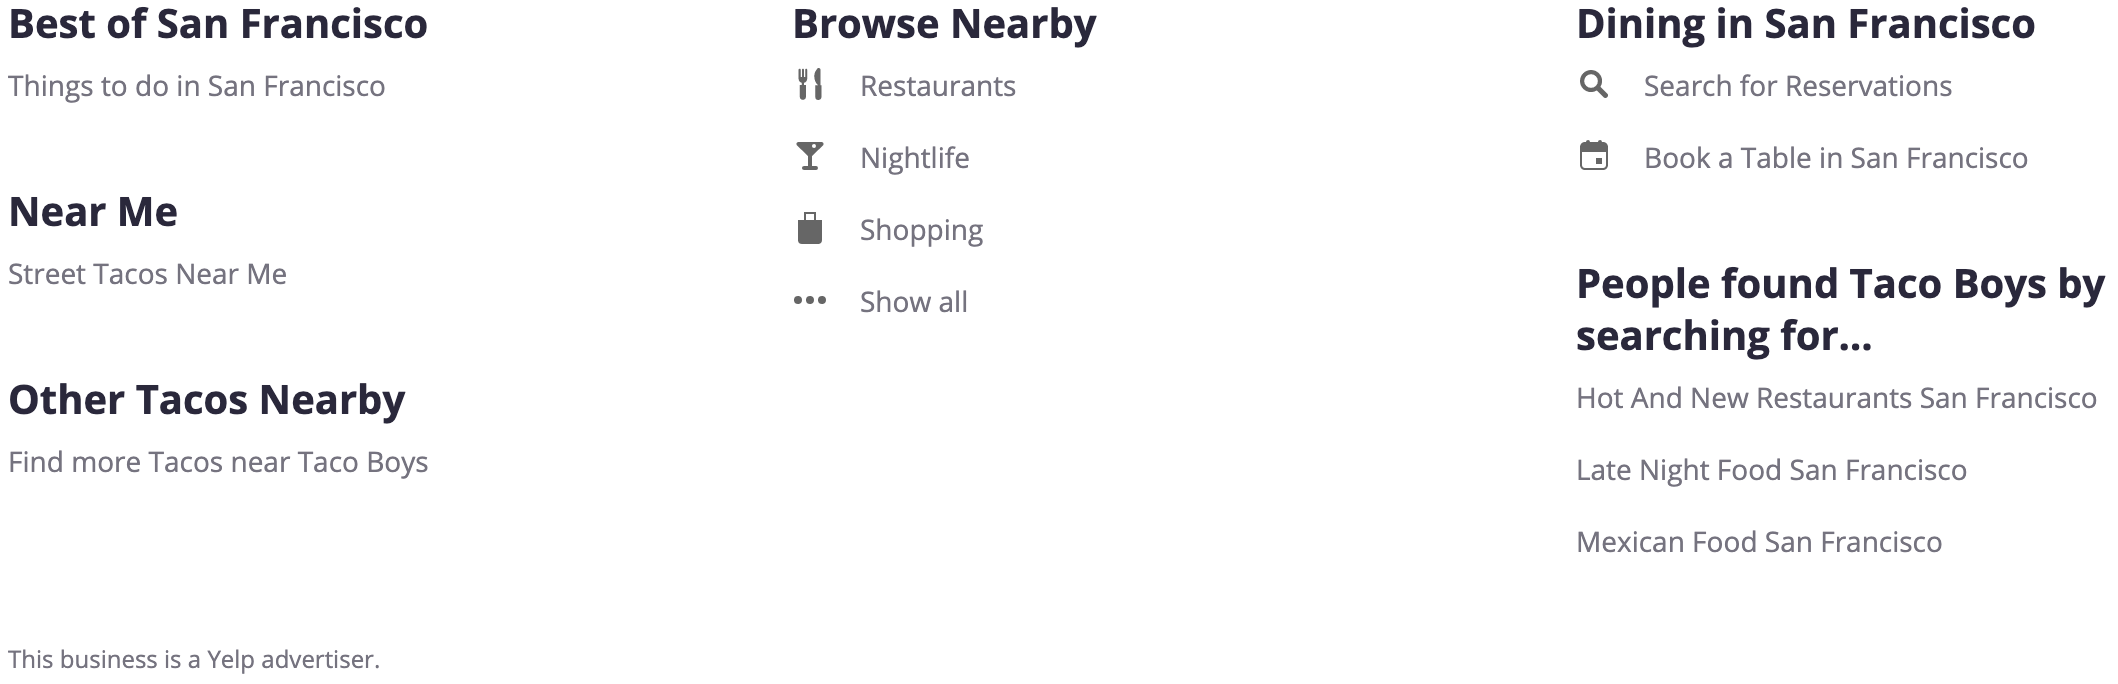 Best of San Francisco
Things to do in San Francisco
Near Me
Street Tacos Near Me
Other Tacos Nearby
Find more Tacos near Taco Boys
Browse Nearby
Restaurants
Nightlife
Shopping
Show all
Dining in San Francisco
Search for Reservations
Book a Table in San Francisco
People found Taco Boys by
searching for...
Hot And New Restaurants San Francisco
Late Night Food San Francisco
Mexican Food San Francisco
This business is a Yelp advertiser.